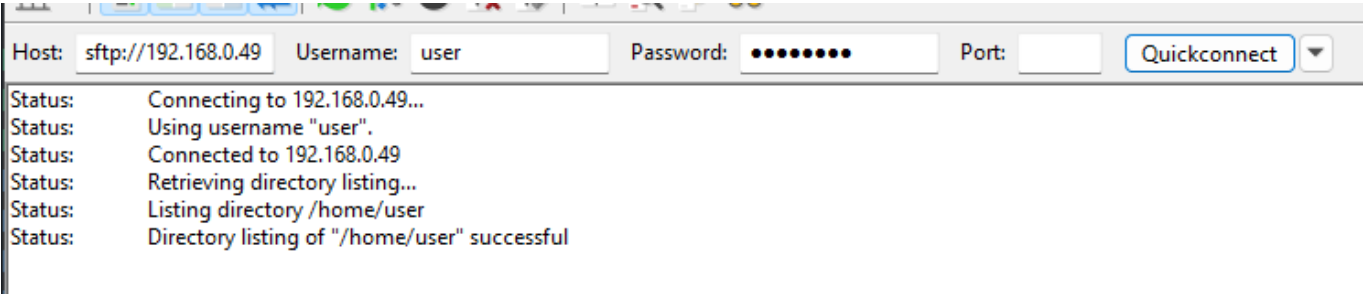 Host: sftp://192.168.0.49 Username: user Password: ●●●●●●●● Port: Quickconnect
Status: Connecting to 192.168.0.49...
Status: Using username "user".
Status: Connected to 192.168.0.49
Status: Retrieving directory listing...
Status: Listing directory /home/user
Status: Directory listing of "/home/user" successful